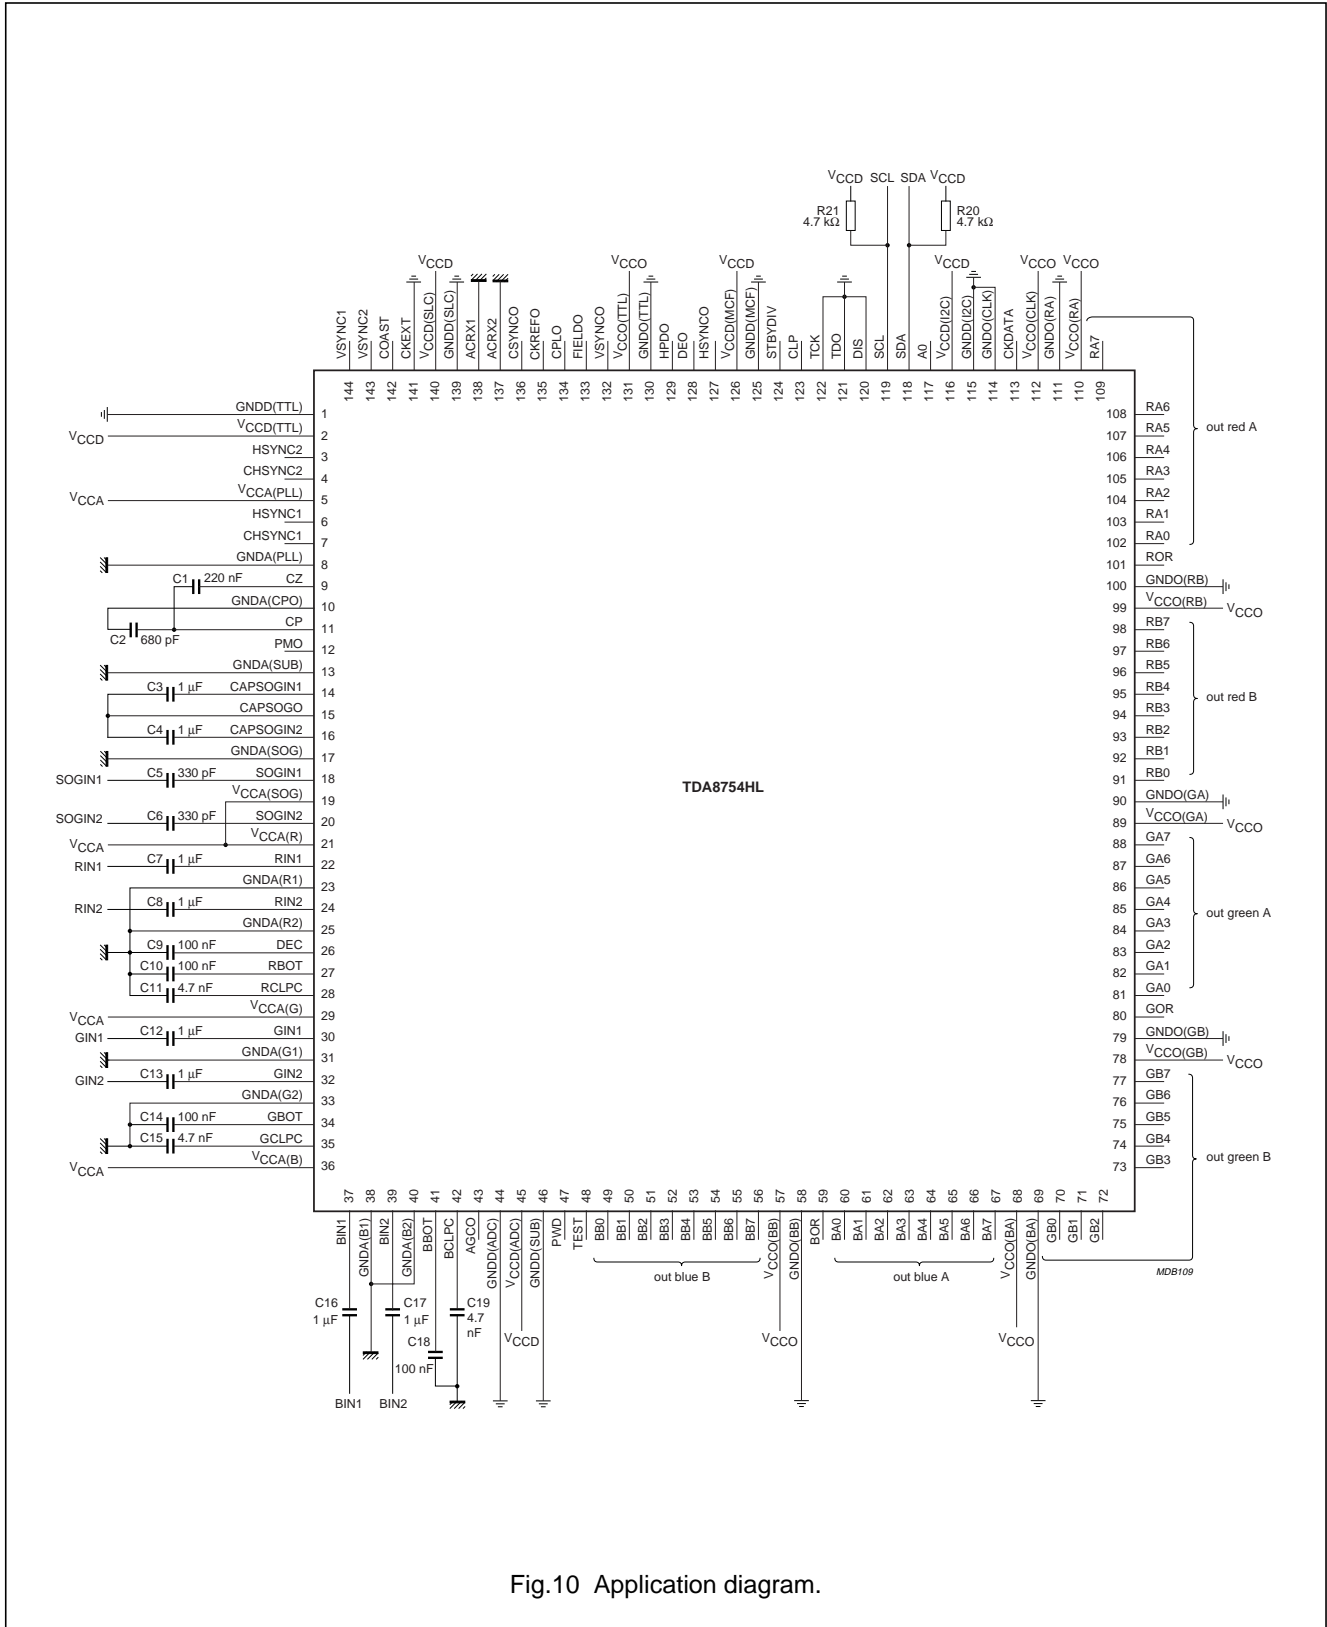 VCCD SCL SDA VCCD
R21
4.7 kΩ
R20
4.7 kΩ
VCCD
VCCO
VCCD
VCCD
VCCO VCCO
VSYNC1
VSYNC2
COAST
CKEXT
VCCD(SLC)
GNDD(SLC)
ACRX1
ACRX2
CSYNCO
CKREFO
CPLO
FIELDO
VSYNCO
VCCO(TTL)
GNDO(TTL)
HPDO
DEO
HSYNCO
VCCD(MCF)
GNDD(MCF)
STBYDIV
CLP
TCK
TDO
DIS
SCL
SDA
A0
VCCD(I2C)
GNDD(I2C)
GNDO(CLK)
CKDATA
VCCO(CLK)
GNDO(RA)
VCCO(RA)
RA7
144 143 142 141 140 139 138 137 136 135 134 133 132 131 130 129 128 127 126 125 124 123 122 121 120 119 118 117 116 115 114 113 112 111 110 109
GNDD(TTL) 1
VCCD VCCD(TTL) 2
HSYNC2 3
CHSYNC2 4
VCCA VCCA(PLL) 5
HSYNC1 6
CHSYNC1 7
GNDA(PLL) 8
C1 220 nF CZ 9
GNDA(CPO) 10
C2 680 pF CP 11
PMO 12
GNDA(SUB) 13
C3 1 μF CAPSOGIN1 14
CAPSOGO 15
C4 1 μF CAPSOGIN2 16
GNDA(SOG) 17
SOGIN1 C5 330 pF SOGIN1 18
VCCA(SOG) 19
SOGIN2 C6 330 pF SOGIN2 20
VCCA VCCA(R) 21
RIN1 C7 1 μF RIN1 22
GNDA(R1) 23
RIN2 C8 1 μF RIN2 24
GNDA(R2) 25
C9 100 nF DEC 26
C10 100 nF RBOT 27
C11 4.7 nF RCLPC 28
VCCA VCCA(G) 29
GIN1 C12 1 μF GIN1 30
GNDA(G1) 31
GIN2 C13 1 μF GIN2 32
GNDA(G2) 33
C14 100 nF GBOT 34
C15 4.7 nF GCLPC 35
VCCA VCCA(B) 36
TDA8754HL
108 RA6
107 RA5
106 RA4
105 RA3
104 RA2
103 RA1
102 RA0
out red A
101 ROR
100 GNDO(RB)
99 VCCO(RB) VCCO
98 RB7
97 RB6
96 RB5
95 RB4
94 RB3
93 RB2
92 RB1
91 RB0
out red B
90 GNDO(GA)
89 VCCO(GA) VCCO
88 GA7
87 GA6
86 GA5
85 GA4
84 GA3
83 GA2
82 GA1
81 GA0
out green A
80 GOR
79 GNDO(GB)
78 VCCO(GB) VCCO
77 GB7
76 GB6
75 GB5
74 GB4
73 GB3
out green B
37 38 39 40 41 42 43 44 45 46 47 48 49 50 51 52 53 54 55 56 57 58 59 60 61 62 63 64 65 66 67 68 69 70 71 72
BIN1
GNDA(B1)
BIN2
GNDA(B2)
BBOT
BCLPC
AGCO
GNDD(ADC)
VCCD(ADC)
GNDD(SUB)
PWD
TEST
BB0
BB1
BB2
BB3
BB4
BB5
BB6
BB7
VCCO(BB)
GNDO(BB)
BOR
BA0
BA1
BA2
BA3
BA4
BA5
BA6
BA7
VCCO(BA)
GNDO(BA)
GB0
GB1
GB2
out blue B
out blue A
MDB109
C16
1 μF
C17
1 μF
C18
100 nF
C19
4.7
nF
VCCD
VCCO
VCCO
BIN1 BIN2
Fig.10 Application diagram.